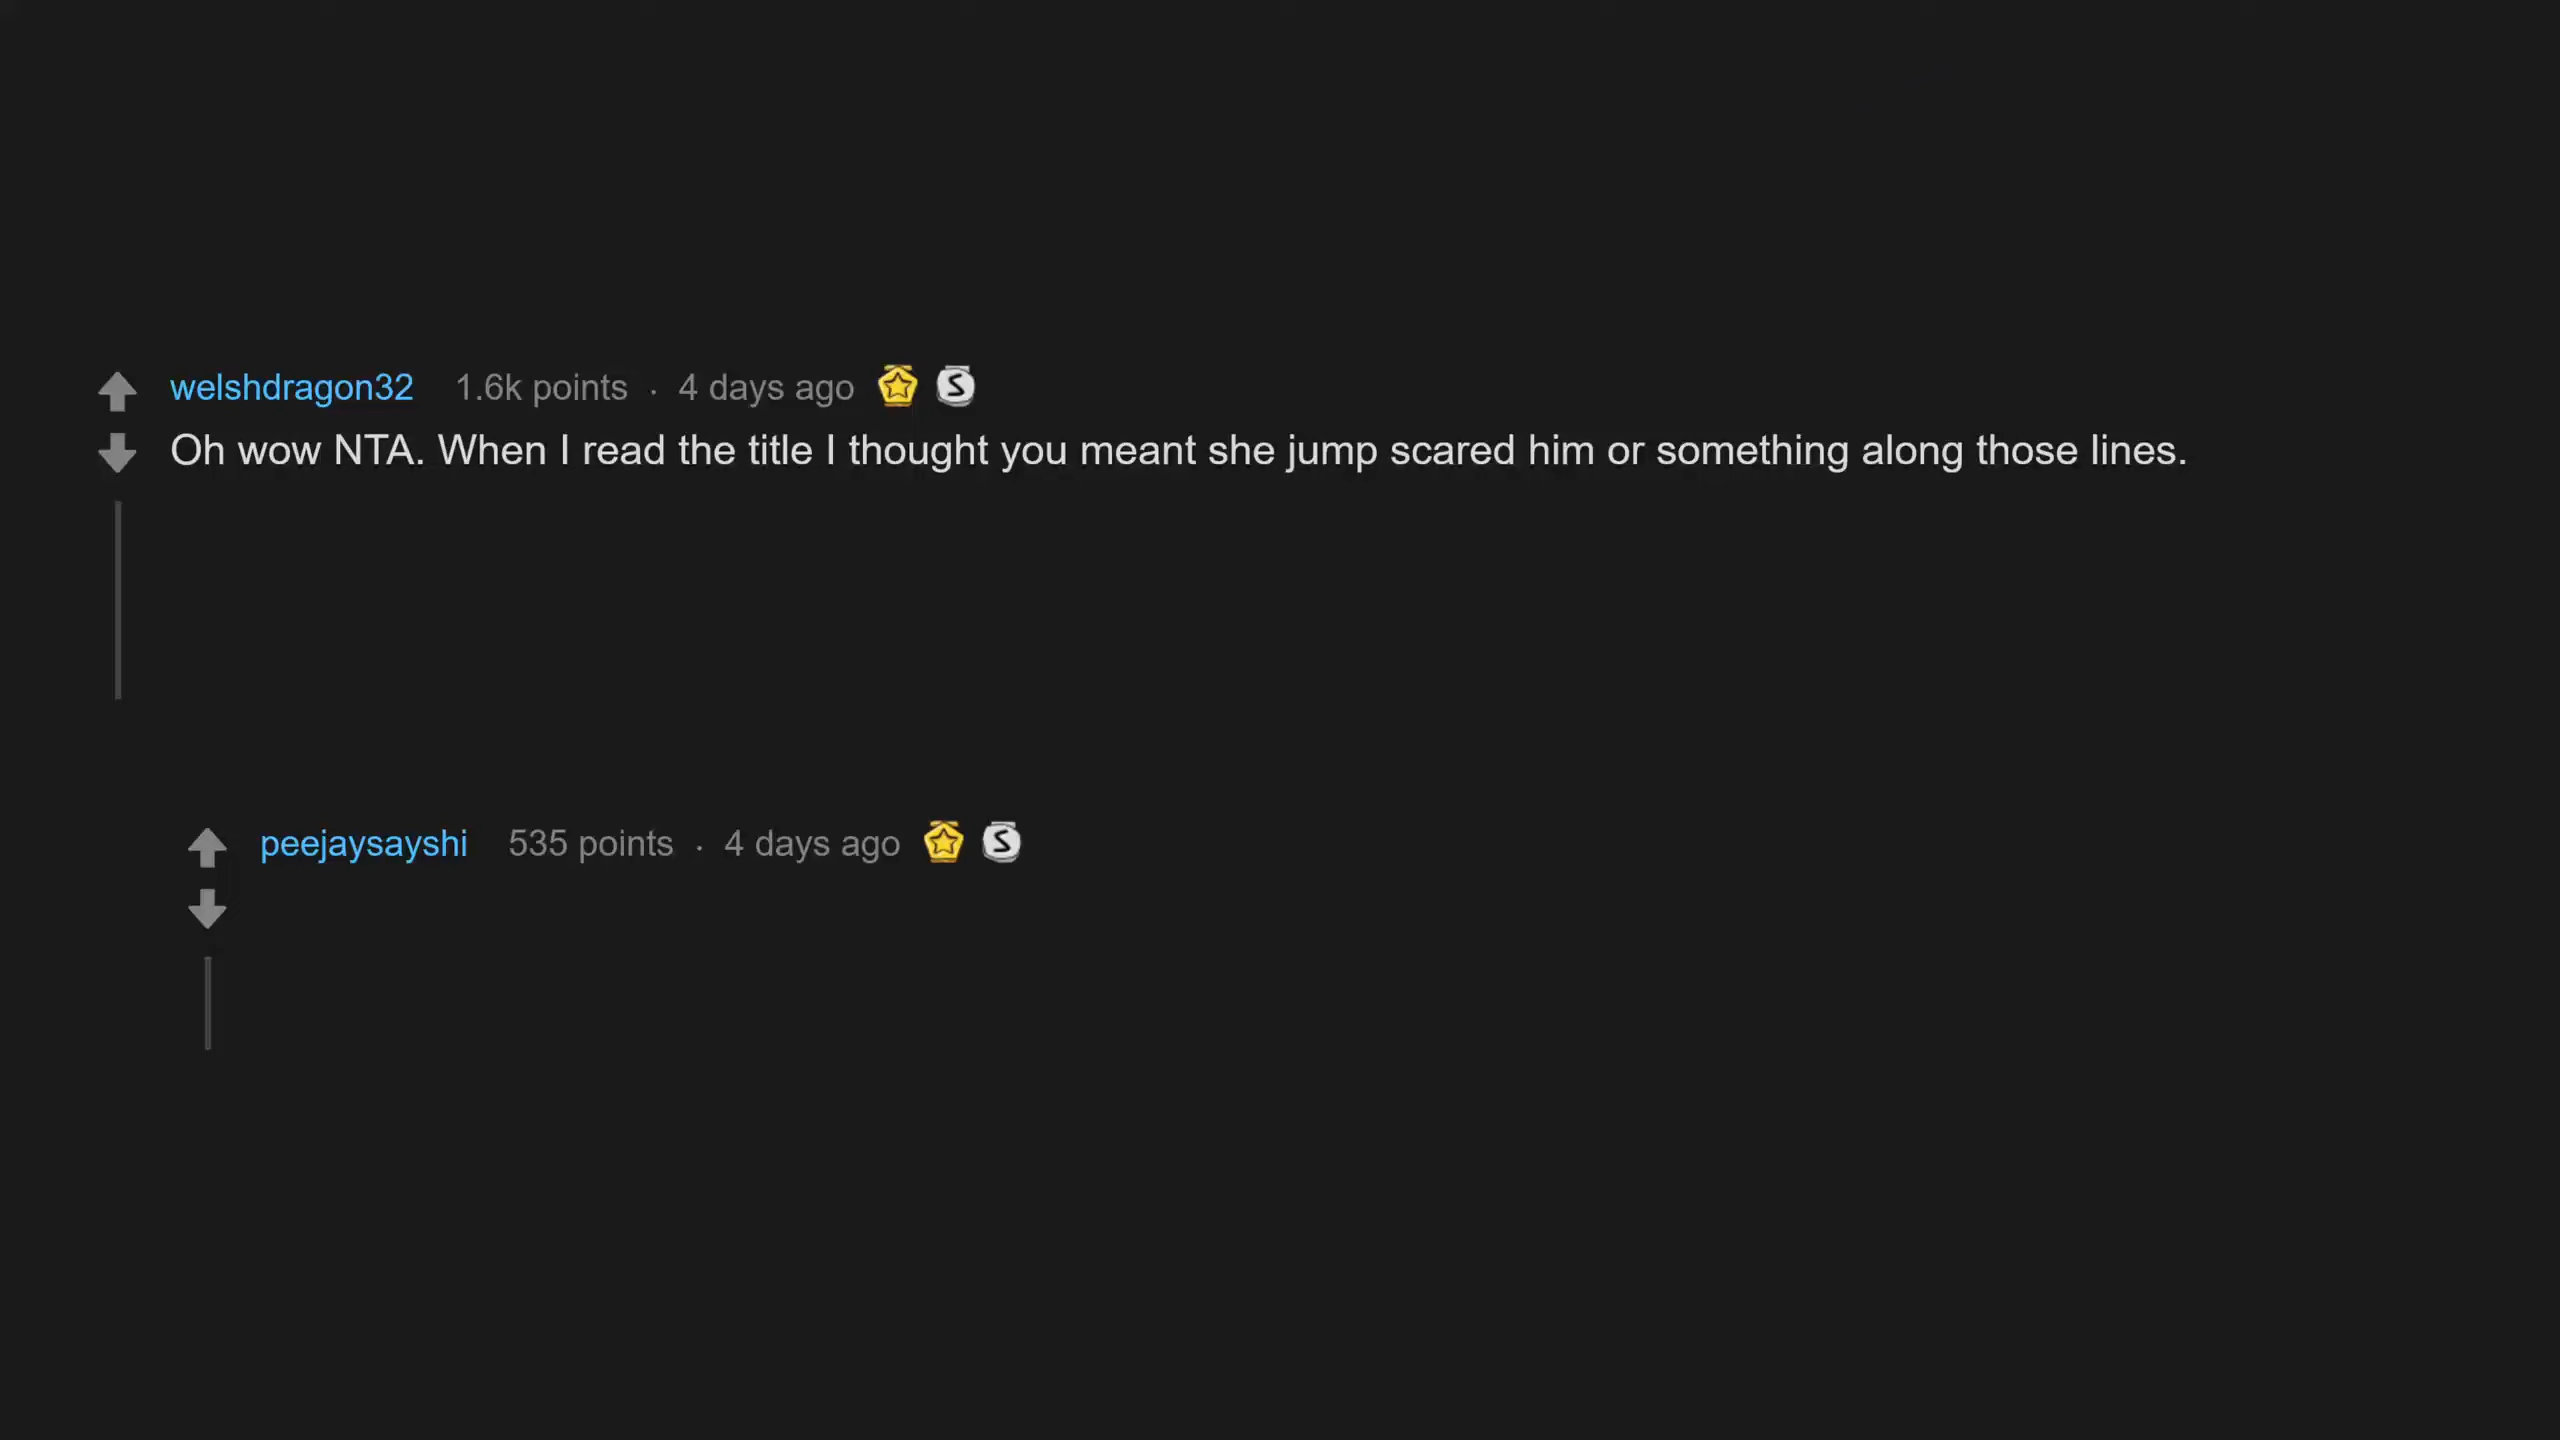 welshdragon32 1.6k points · 4 days ago
Oh wow NTA. When I read the title I thought you meant she jump scared him or something along those lines.
peejaysayshi 535 points · 4 days ago